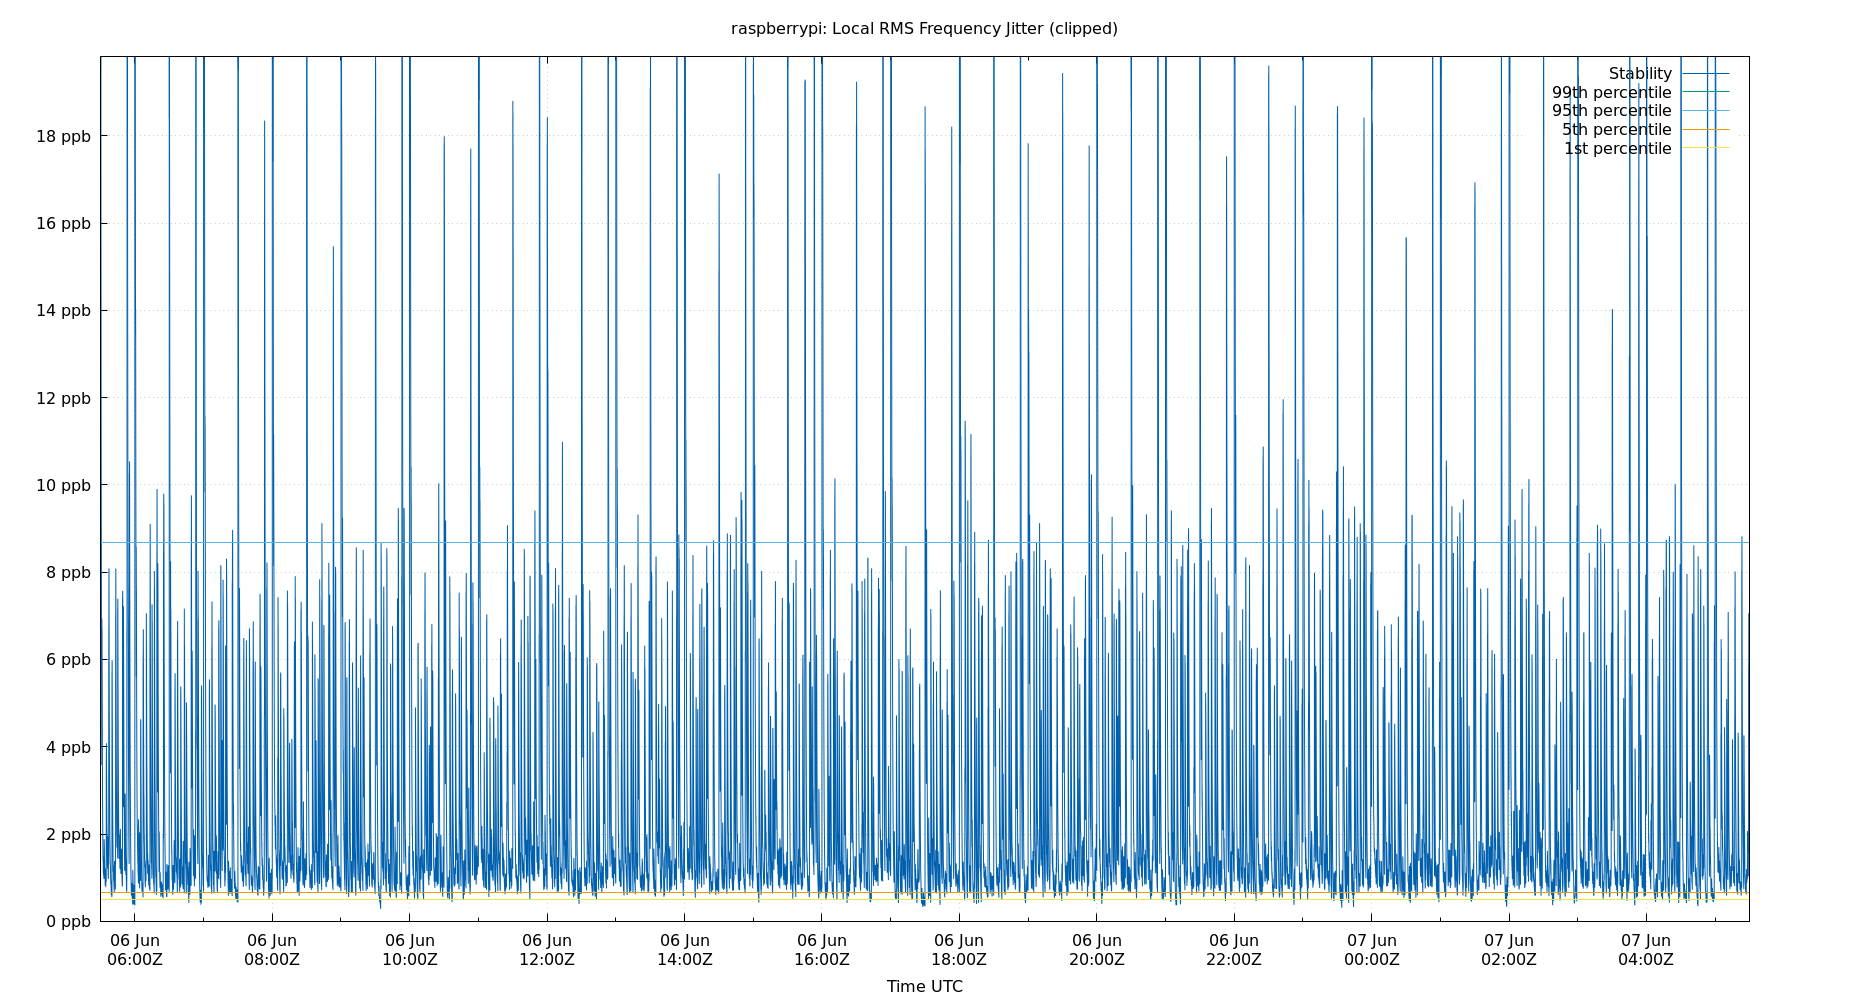 raspberrypi: Local RMS Frequency Jitter (clipped)
Stability
99th percentile
95th percentile
5th percentile
1st percentile
18 ppb
16 ppb
14 ppb
12 ppb
10 ppb
8 ppb
6 ppb
4 ppb
2 ppb
0 ppb
06 Jun 06 Jun 06 Jun 06 Jun 06 Jun 06 Jun 06 Jun 06 Jun 06 Jun 07 Jun 07 Jun 07 Jun
06:00Z 08:00Z 10:00Z 12:00Z 14:00Z 16:00Z 18:00Z 20:00Z 22:00Z 00:00Z 02:00Z 04:00Z
Time UTC